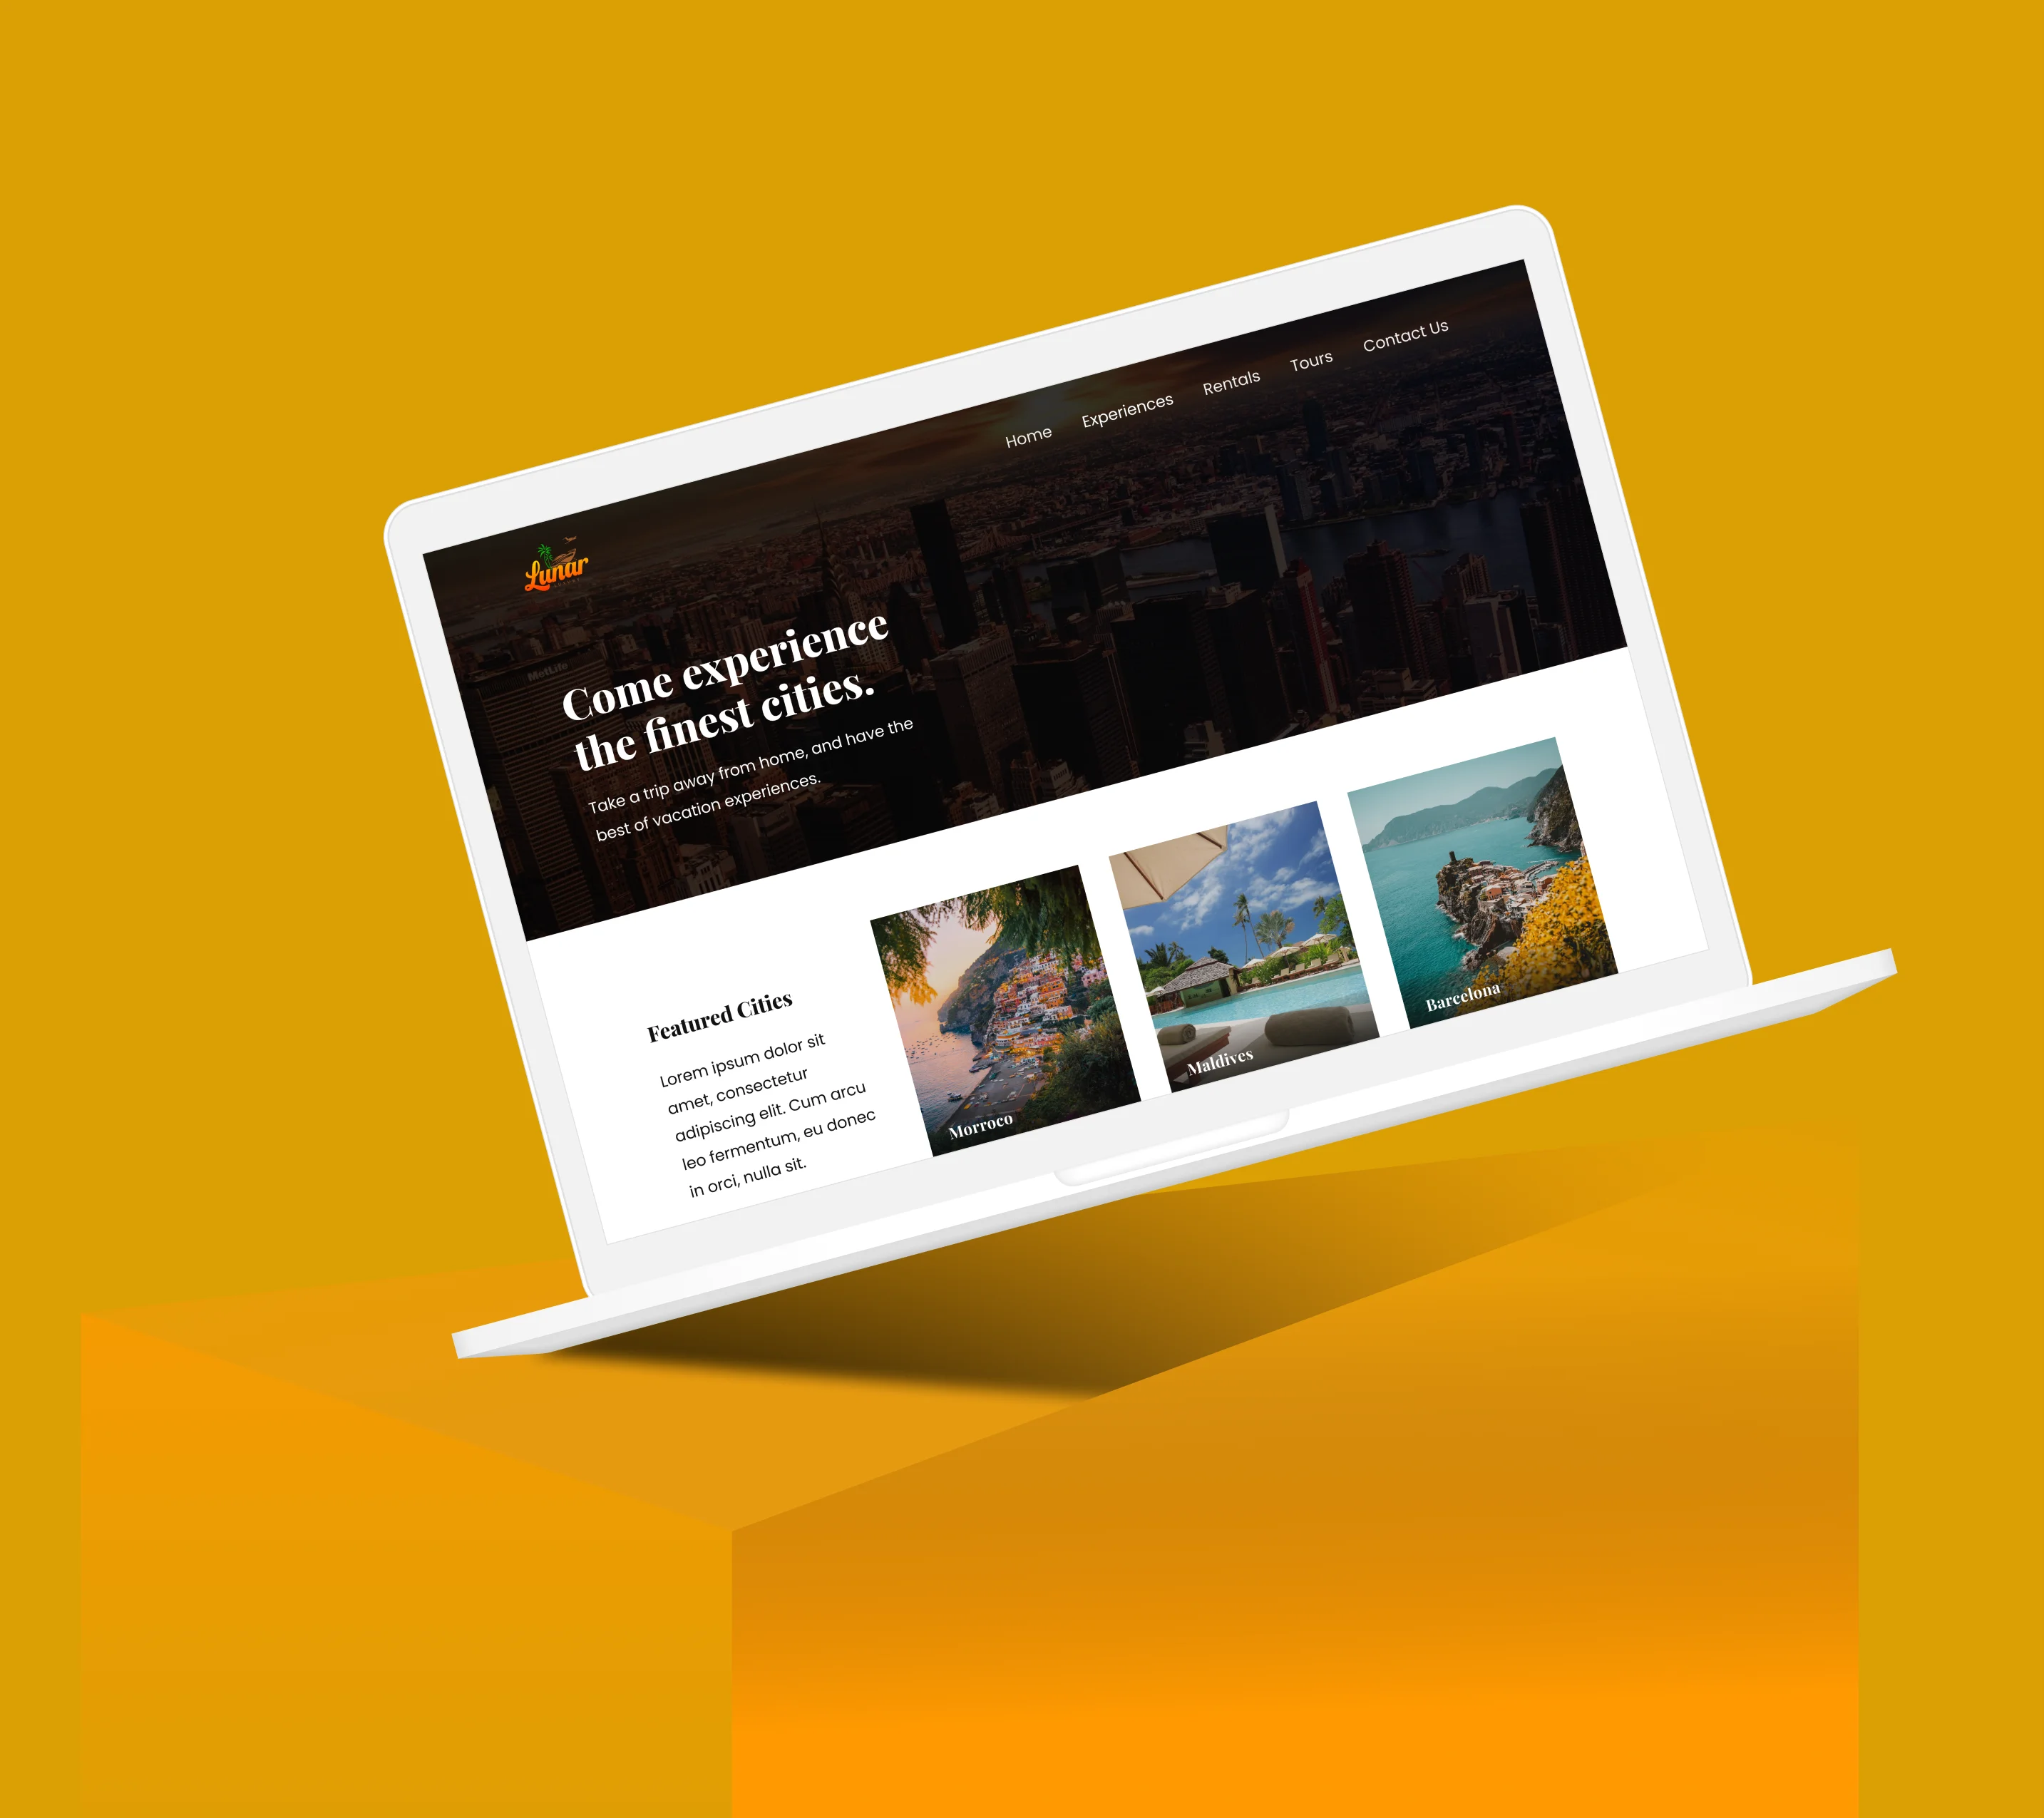 Home Experiences Rentals Tours Contact Us
Lunar
MetLife
Come experience
the finest cities.
Take a trip away from home, and have the
best of vacation experiences.
Featured Cities
Lorem ipsum dolor sit
amet, consectetur
adipiscing elit. Cum arcu
leo fermentum, eu donec
in orci, nulla sit.
Morroco
Maldives
Barcelona